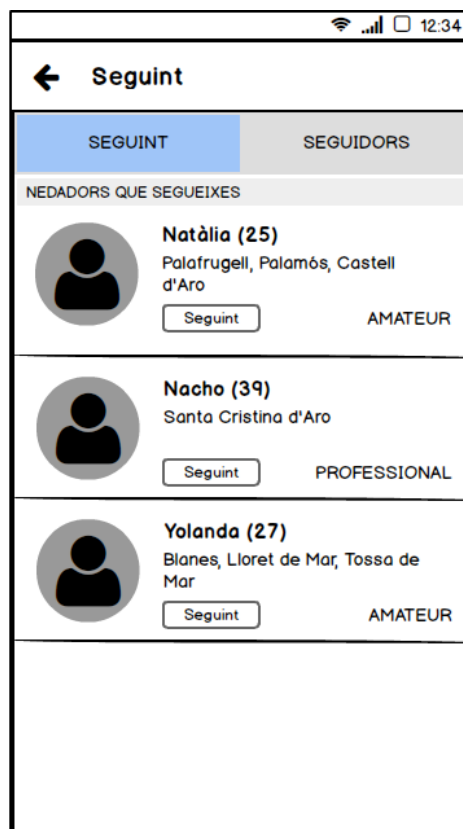 12:34
Seguint
SEGUINT SEGUIDORS
NEDADORS QUE SEGUEIXES
Natàlia (25)
Palafrugell, Palamós, Castell
d'Aro
Seguint AMATEUR
Nacho (39)
Santa Cristina d'Aro
Seguint PROFESSIONAL
Yolanda (27)
Blanes, Lloret de Mar, Tossa de
Mar
Seguint AMATEUR